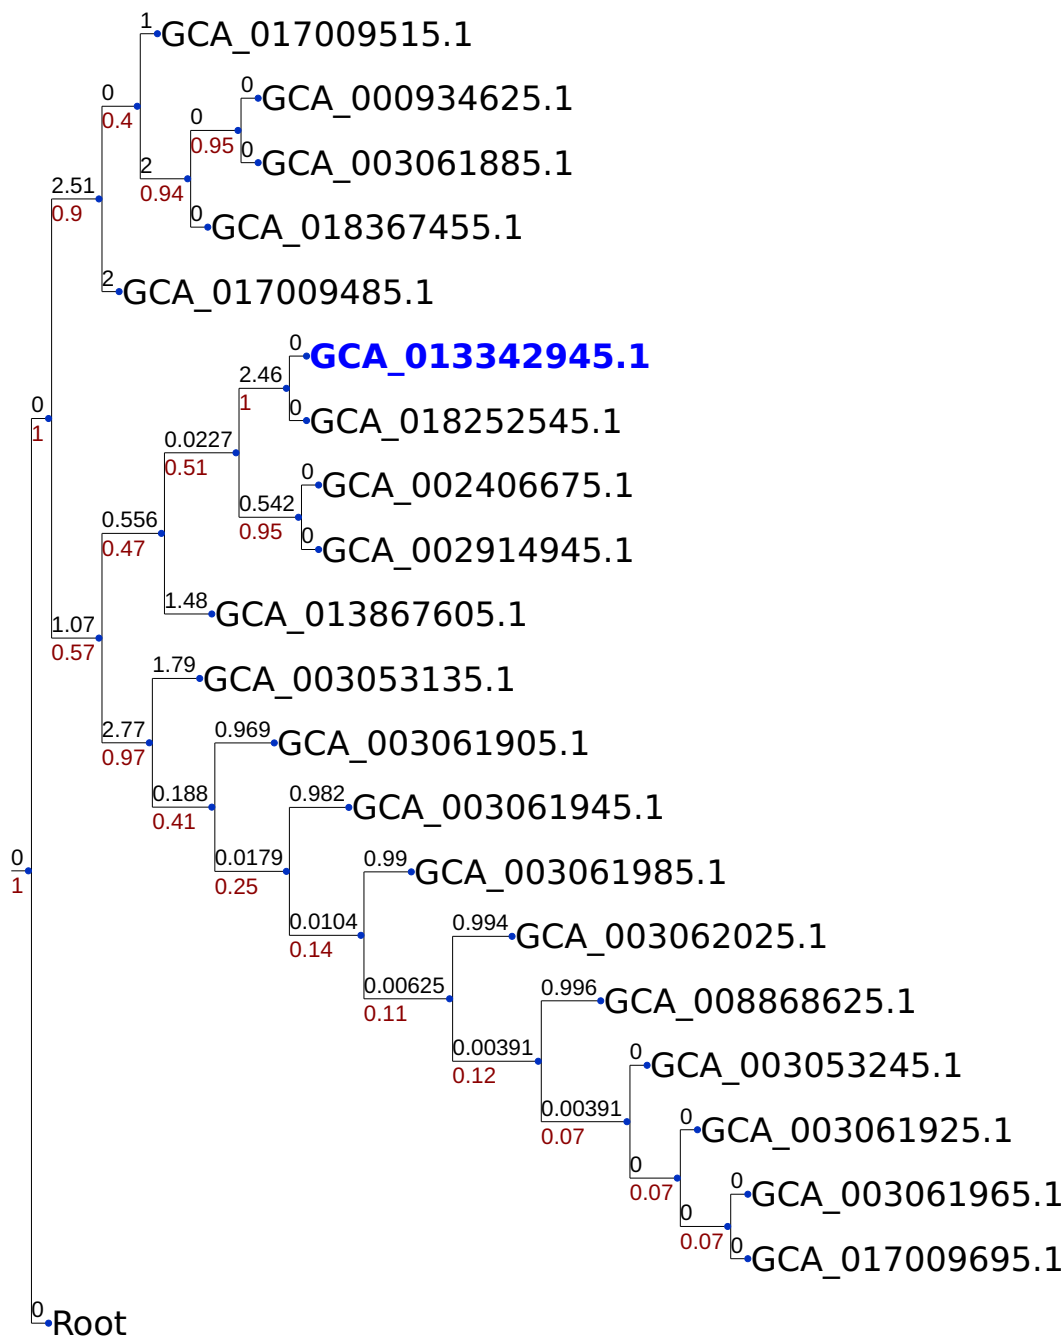 1
GCA_017009515.1
0
0.4
0
GCA_000934625.1
0
0.95
0
GCA_003061885.1
2
0.94
2.51
0.9
0
GCA_018367455.1
2
GCA_017009485.1
0
GCA_013342945.1
2.46
1
0
1
0
GCA_018252545.1
0.0227
0.51
0
GCA_002406675.1
0.542
0.95
0.556
0.47
0
GCA_002914945.1
1.48
GCA_013867605.1
1.07
0.57
1.79
GCA_003053135.1
2.77
0.97
0.969
GCA_003061905.1
0.188
0.41
0.982
GCA_003061945.1
0
1
0.0179
0.25
0.99
GCA_003061985.1
0.0104
0.14
0.994
GCA_003062025.1
0.00625
0.11
0.996
GCA_008868625.1
0.00391
0.12
0
GCA_003053245.1
0.00391
0.07
0
GCA_003061925.1
0
0.07
0
GCA_003061965.1
0
0.07
0
GCA_017009695.1
0
Root